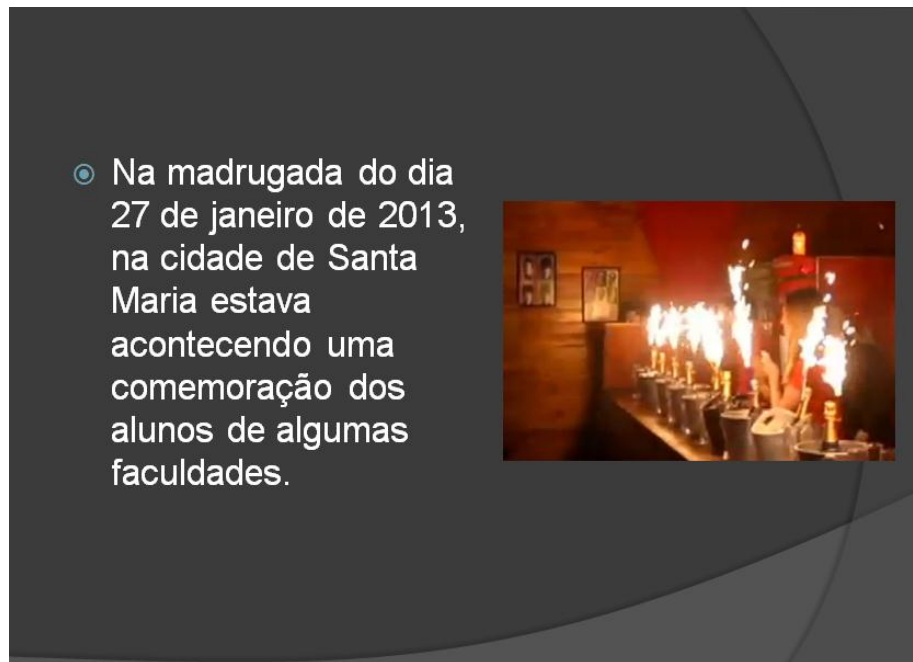 Na madrugada do dia
27 de janeiro de 2013,
na cidade de Santa
Maria estava
acontecendo uma
comemoração dos
alunos de algumas
faculdades.